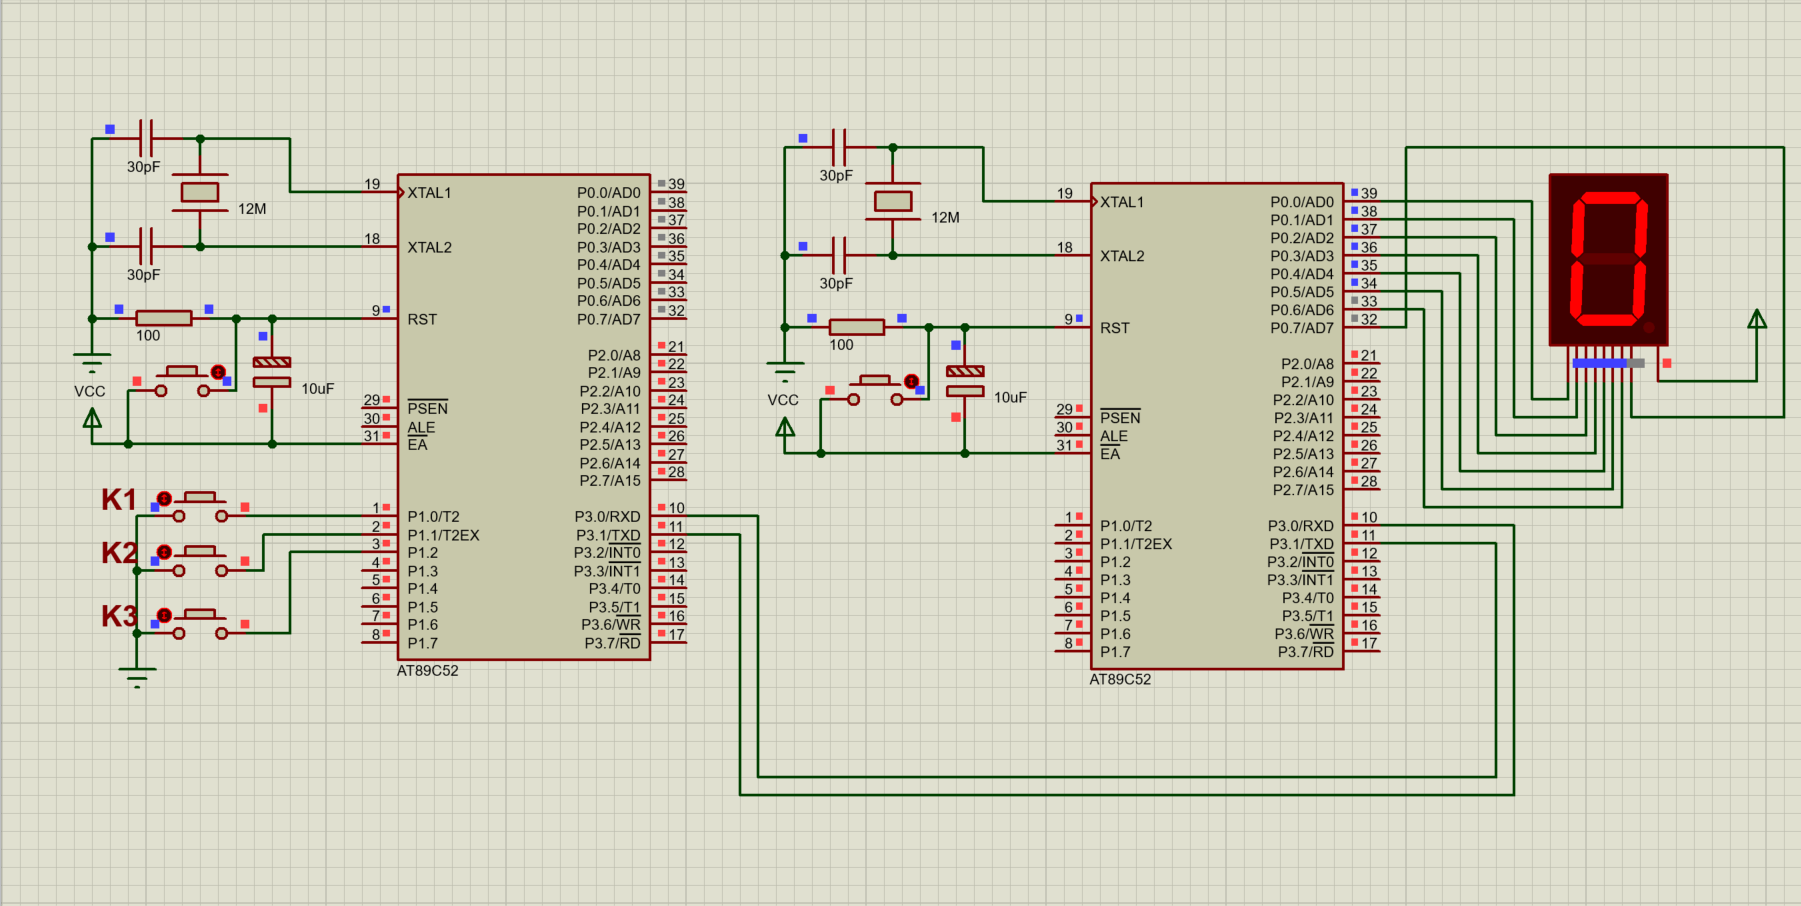 30pF
12M
30pF
100
10uF
VCC
K1
K2
K3
19 XTAL1
18 XTAL2
9 RST
29 PSEN
30 ALE
31 EA
1 P1.0/T2
2 P1.1/T2EX
3 P1.2
4 P1.3
5 P1.4
6 P1.5
7 P1.6
8 P1.7
P0.0/AD0 39
P0.1/AD1 38
P0.2/AD2 37
P0.3/AD3 36
P0.4/AD4 35
P0.5/AD5 34
P0.6/AD6 33
P0.7/AD7 32
P2.0/A8 21
P2.1/A9 22
P2.2/A10 23
P2.3/A11 24
P2.4/A12 25
P2.5/A13 26
P2.6/A14 27
P2.7/A15 28
P3.0/RXD 10
P3.1/TXD 11
P3.2/INT0 12
P3.3/INT1 13
P3.4/T0 14
P3.5/T1 15
P3.6/WR 16
P3.7/RD 17
AT89C52
30pF
12M
30pF
100
10uF
VCC
19 XTAL1
18 XTAL2
9 RST
29 PSEN
30 ALE
31 EA
1 P1.0/T2
2 P1.1/T2EX
3 P1.2
4 P1.3
5 P1.4
6 P1.5
7 P1.6
8 P1.7
P0.0/AD0 39
P0.1/AD1 38
P0.2/AD2 37
P0.3/AD3 36
P0.4/AD4 35
P0.5/AD5 34
P0.6/AD6 33
P0.7/AD7 32
P2.0/A8 21
P2.1/A9 22
P2.2/A10 23
P2.3/A11 24
P2.4/A12 25
P2.5/A13 26
P2.6/A14 27
P2.7/A15 28
P3.0/RXD 10
P3.1/TXD 11
P3.2/INT0 12
P3.3/INT1 13
P3.4/T0 14
P3.5/T1 15
P3.6/WR 16
P3.7/RD 17
AT89C52
0